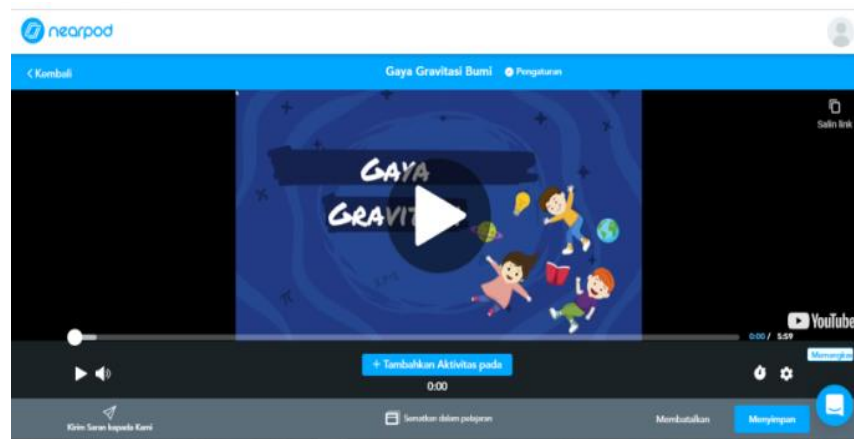 nearpod
< Kembali
Gaya Gravitasi Bumi
Pengaturan
Salin link
GAYA
GRAVIT
YouTube
0:00 / 5:59
+ Tambahkan Aktivitas pada
0:00
Kirim Saran kepada Kami
Sematkan dalam pelajaran
Membatalkan
Menyimpan